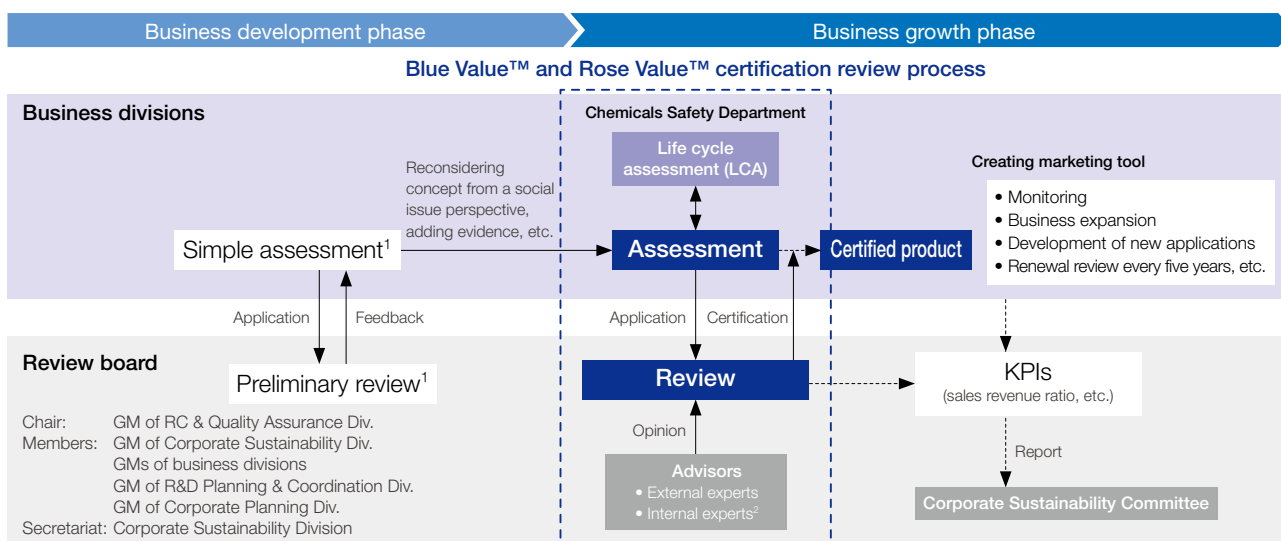 Business development phase
Business growth phase
Blue Value™ and Rose Value™ certification review process
Business divisions
Chemicals Safety Department
Life cycle
assessment (LCA)
Reconsidering
concept from a social
issue perspective,
adding evidence, etc.
Creating marketing tool
• Monitoring
• Business expansion
• Development of new applications
• Renewal review every five years, etc.
Simple assessment¹
Assessment
Certified product
Application
Feedback
Application
Certification
Review board
Preliminary review¹
Review
KPIs
(sales revenue ratio, etc.)
Chair: GM of RC & Quality Assurance Div.
Members: GM of Corporate Sustainability Div.
GMs of business divisions
GM of R&D Planning & Coordination Div.
GM of Corporate Planning Div.
Secretariat: Corporate Sustainability Division
Opinion
Advisors
• External experts
• Internal experts²
Report
Corporate Sustainability Committee